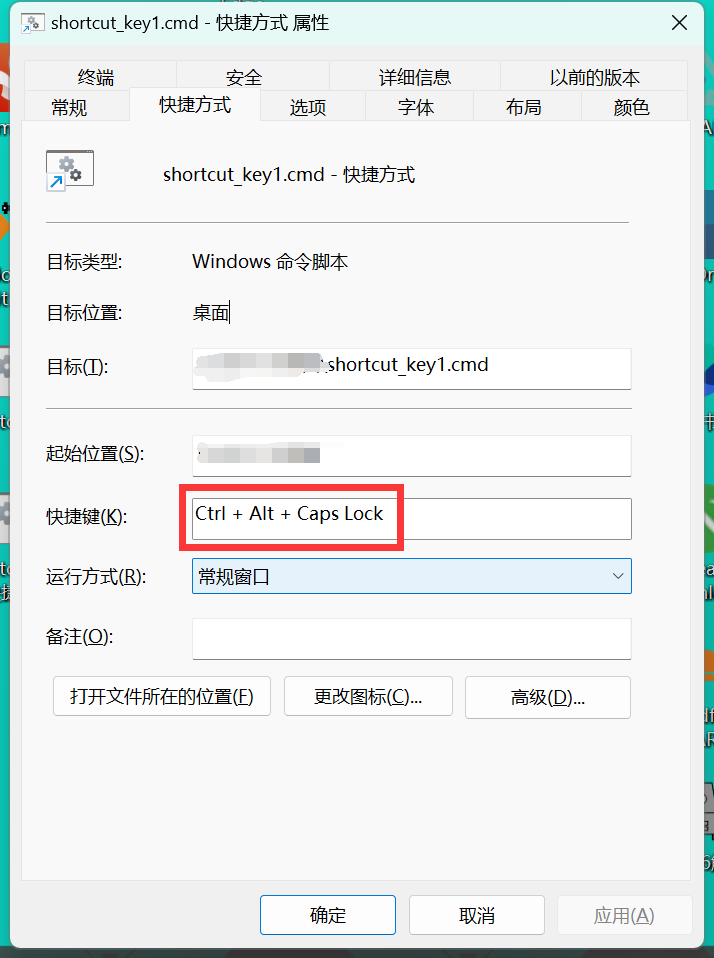 shortcut_key1.cmd - 快捷方式 属性
终端 安全 详细信息 以前的版本
常规 快捷方式 选项 字体 布局 颜色
shortcut_key1.cmd - 快捷方式
目标类型: Windows 命令脚本
目标位置: 桌面
目标(T): shortcut_key1.cmd
起始位置(S):
快捷键(K): Ctrl + Alt + Caps Lock
运行方式(R): 常规窗口
备注(O):
打开文件所在的位置(F) 更改图标(C)... 高级(D)...
确定 取消 应用(A)